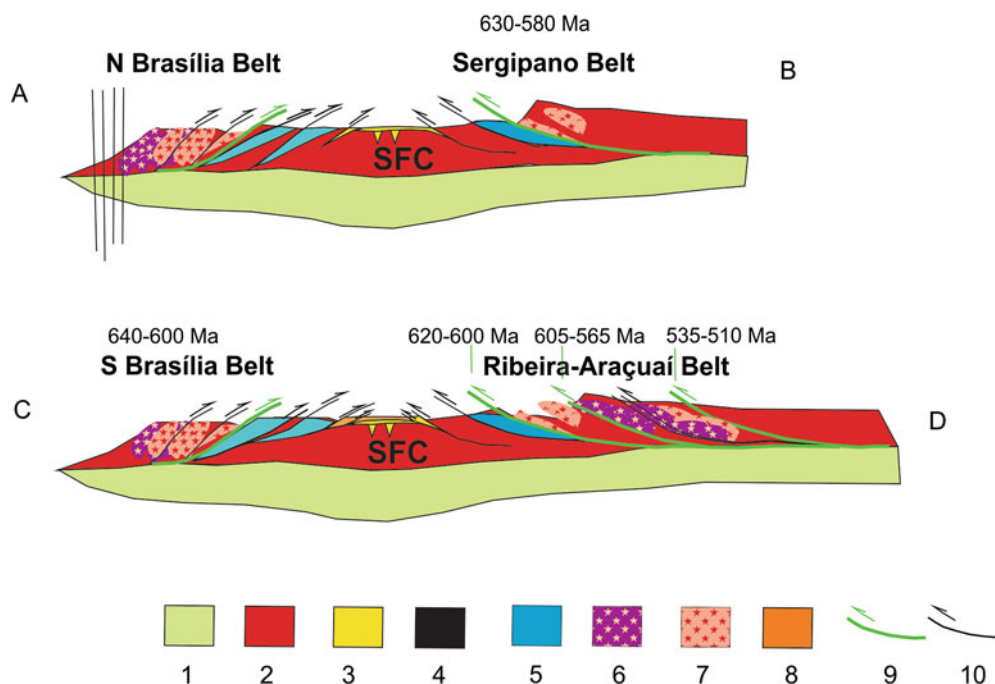 630-580 Ma
N Brasília Belt
Sergipano Belt
A
B
SFC
640-600 Ma
620-600 Ma
605-565 Ma
535-510 Ma
S Brasília Belt
Ribeira-Araçuaí Belt
C
D
SFC
1 2 3 4 5 6 7 8 9 10